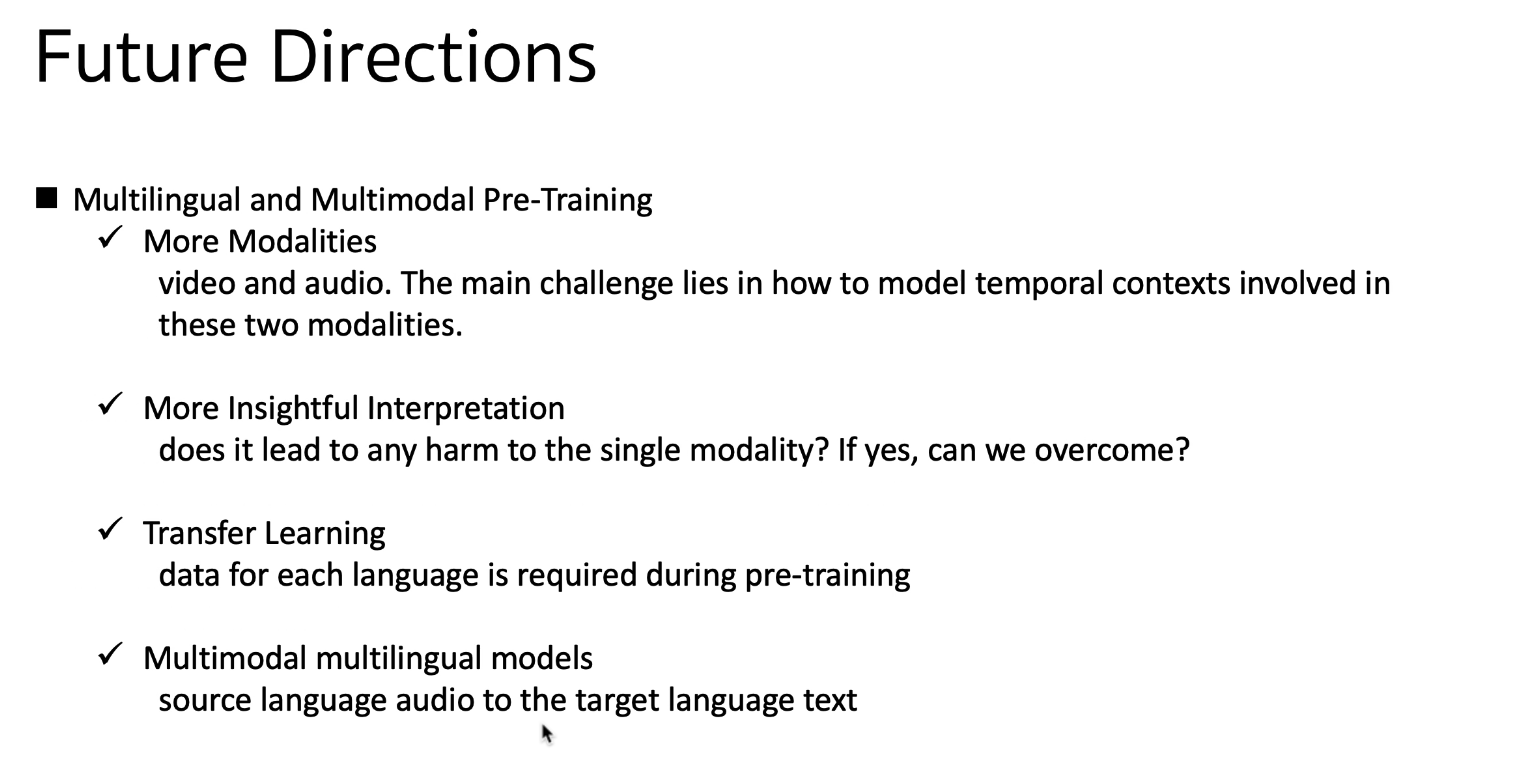 Future Directions
Multilingual and Multimodal Pre-Training
More Modalities
video and audio. The main challenge lies in how to model temporal contexts involved in
these two modalities.
More Insightful Interpretation
does it lead to any harm to the single modality? If yes, can we overcome?
Transfer Learning
data for each language is required during pre-training
Multimodal multilingual models
source language audio to the target language text